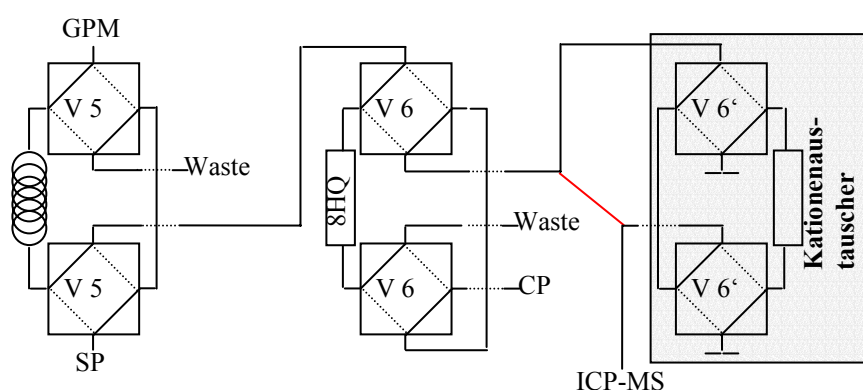 GPM
V 5
V 6
V 6‘
Waste
8HQ
Kationenaus-
tauscher
Waste
V 5
V 6
CP
V 6‘
SP
ICP-MS